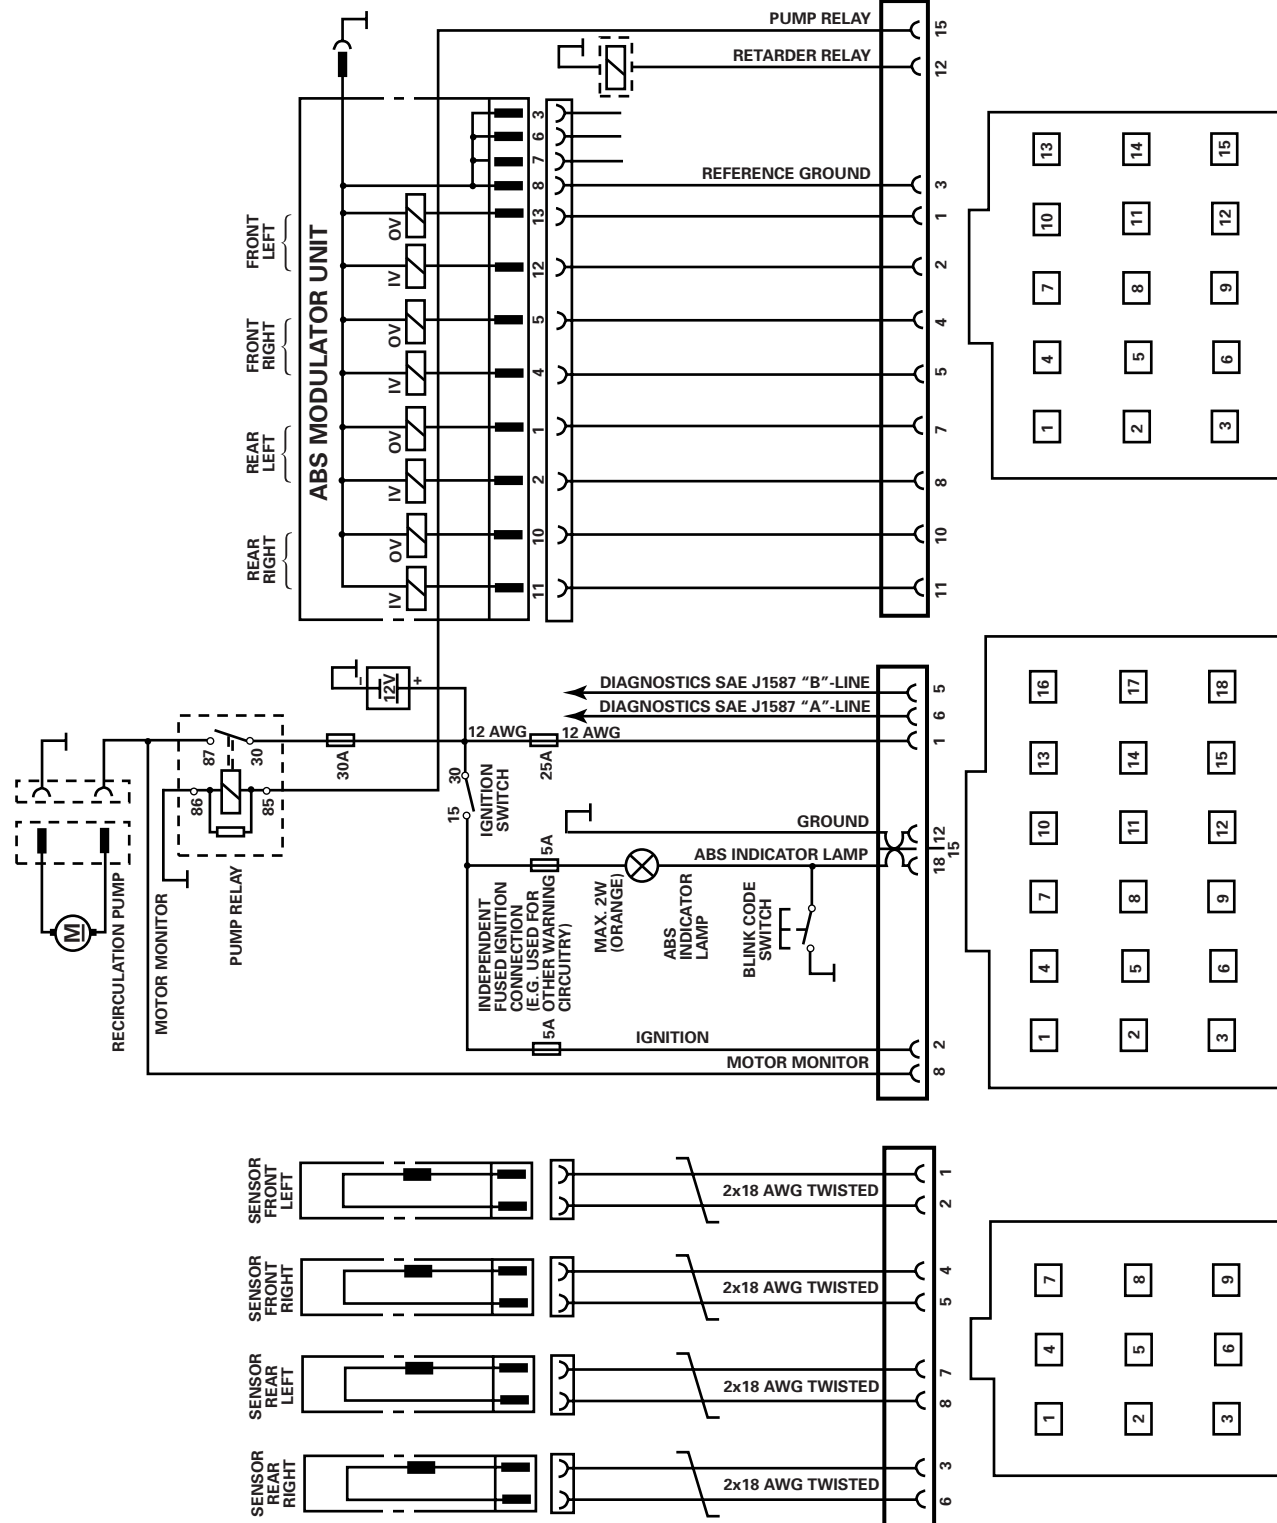 PUMP RELAY
15
RETARDER RELAY
12
3
6
7
8
REFERENCE GROUND
3
FRONT
LEFT
OV
13
1
IV
12
2
FRONT
RIGHT
OV
5
4
IV
4
5
REAR
LEFT
OV
1
7
IV
2
8
REAR
RIGHT
OV
10
10
IV
11
11
ABS MODULATOR UNIT
13
14
15
10
11
12
7
8
9
4
5
6
1
2
3
– 12V +
DIAGNOSTICS SAE J1587 “B”-LINE
5
DIAGNOSTICS SAE J1587 “A”-LINE
6
12 AWG
12 AWG
1
87
30
30A
25A
86
85
30
15
IGNITION
SWITCH
GROUND
12
15
ABS INDICATOR LAMP
18
5A
M
RECIRCULATION PUMP
MOTOR MONITOR
PUMP RELAY
INDEPENDENT
FUSED IGNITION
CONNECTION
(E.G. USED FOR
OTHER WARNING
CIRCUITRY)
MAX. 2W
(ORANGE)
ABS
INDICATOR
LAMP
BLINK CODE
SWITCH
5A
IGNITION
2
MOTOR MONITOR
8
16
17
18
13
14
15
10
11
12
7
8
9
4
5
6
1
2
3
SENSOR
FRONT
LEFT
2x18 AWG TWISTED
1
2
SENSOR
FRONT
RIGHT
2x18 AWG TWISTED
4
5
SENSOR
REAR
LEFT
2x18 AWG TWISTED
7
8
SENSOR
REAR
RIGHT
2x18 AWG TWISTED
3
6
7
8
9
4
5
6
1
2
3